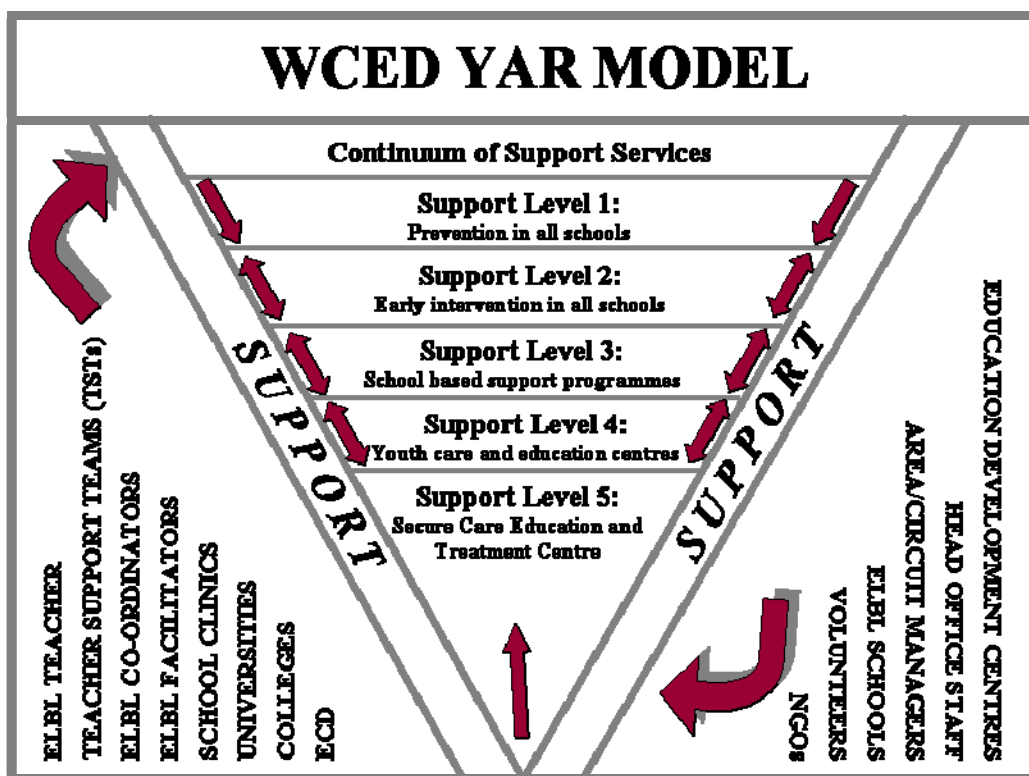 WCED YAR MODEL
Continuum of Support Services
Support Level 1:
Prevention in all schools
Support Level 2:
Early intervention in all schools
Support Level 3:
School based support programmes
Support Level 4:
Youth care and education centres
Support Level 5:
Secure Care Education and
Treatment Centre
SUPPORT
SUPPORT
ELBL TEACHER
TEACHER SUPPORT TEAMS (TSTs)
ELBL CO-ORDINATORS
ELBL FACILITATORS
SCHOOL CLINICS
UNIVERSITIES
COLLEGES
ECD
NGOs
VOLUNTEERS
ELBL SCHOOLS
AREA/CIRCUIT MANAGERS
HEAD OFFICE STAFF
EDUCATION DEVELOPMENT CENTRES